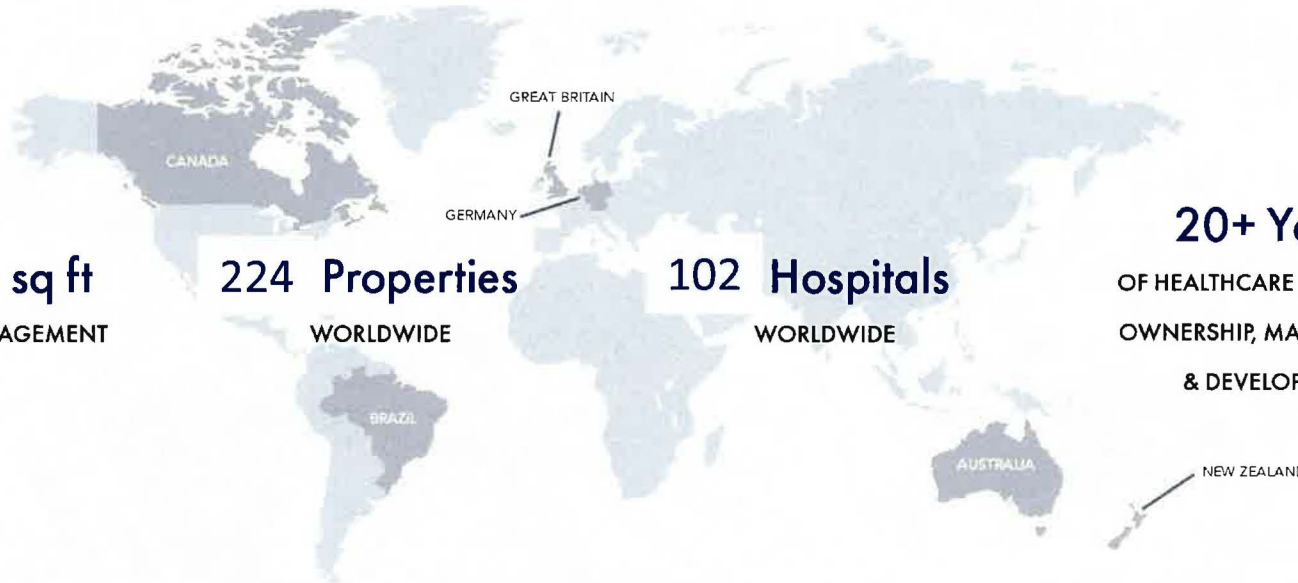 GREAT BRITAIN
CANADA
GERMANY
20+ Y
sq ft
224 Properties
102 Hospitals
OF HEALTHCARE
AGEMENT
WORLDWIDE
WORLDWIDE
OWNERSHIP, MA
& DEVELOP
BRAZIL
AUSTRALIA
NEW ZEALAN